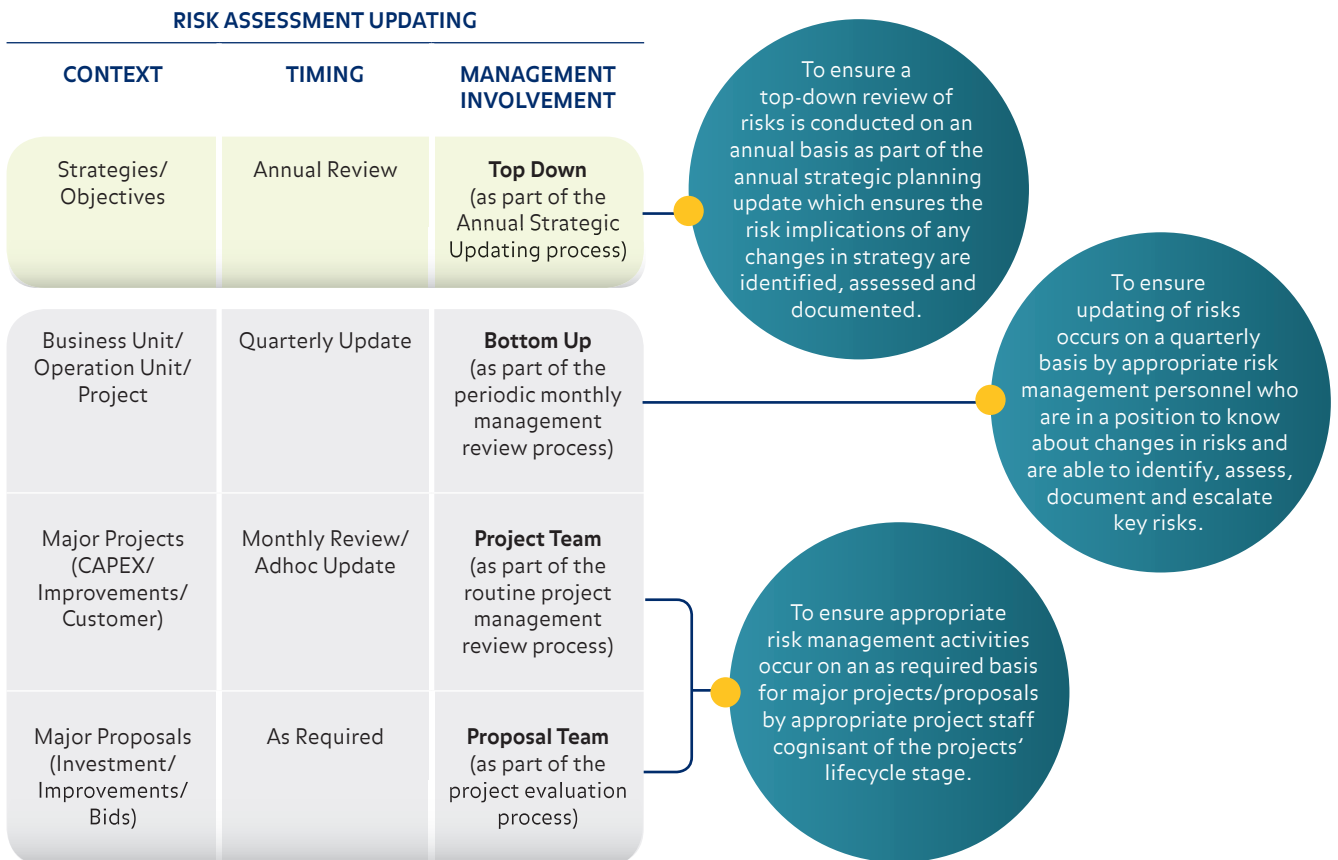 RISK ASSESSMENT UPDATING
CONTEXT
TIMING
MANAGEMENT
INVOLVEMENT
Strategies/
Objectives
Annual Review
Top Down
(as part of the
Annual Strategic
Updating process)
To ensure a
top-down review of
risks is conducted on an
annual basis as part of the
annual strategic planning
update which ensures the
risk implications of any
changes in strategy are
identified, assessed and
documented.
Business Unit/
Operation Unit/
Project
Quarterly Update
Bottom Up
(as part of the
periodic monthly
management
review process)
To ensure
updating of risks
occurs on a quarterly
basis by appropriate risk
management personnel who
are in a position to know
about changes in risks and
are able to identify, assess,
document and escalate
key risks.
Major Projects
(CAPEX/
Improvements/
Customer)
Monthly Review/
Adhoc Update
Project Team
(as part of the
routine project
management
review process)
Major Proposals
(Investment/
Improvements/
Bids)
As Required
Proposal Team
(as part of the
project evaluation
process)
To ensure appropriate
risk management activities
occur on an as required basis
for major projects/proposals
by appropriate project staff
cognisant of the projects’
lifecycle stage.